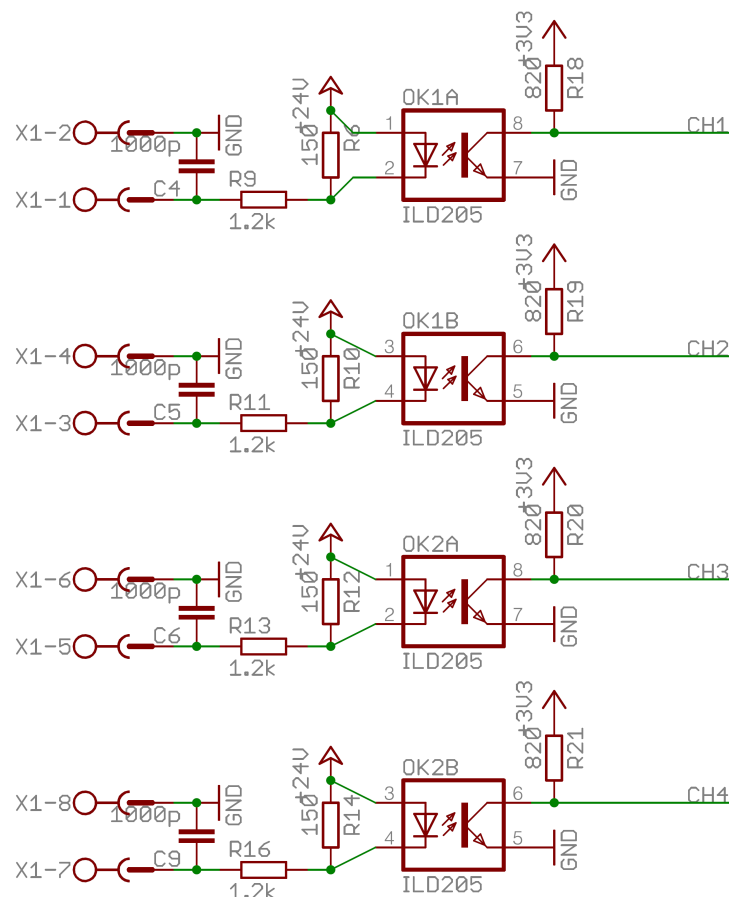 +3V3
820
R18
+24V
150
R6
OK1A
X1-2
1000p
GND
1
8
CH1
2
7
GND
X1-1
C4
R9
1.2k
ILD205
+3V3
820
R19
+24V
150
R10
OK1B
X1-4
1000p
GND
3
6
CH2
4
5
GND
X1-3
C5
R11
1.2k
ILD205
+3V3
820
R20
+24V
150
R12
OK2A
X1-6
1000p
GND
1
8
CH3
2
7
GND
X1-5
C6
R13
1.2k
ILD205
+3V3
820
R21
+24V
150
R14
OK2B
X1-8
1000p
GND
3
6
CH4
4
5
GND
X1-7
C9
R16
1.2k
ILD205